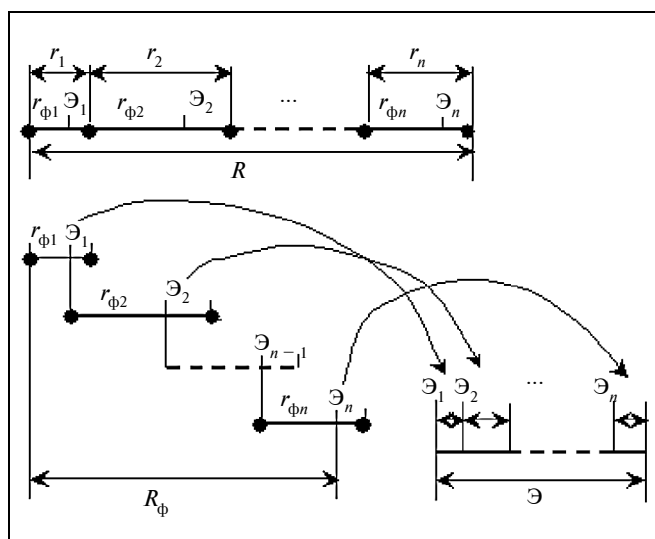 r1 r2 rn
rф1 Э1 rф2 Э2 ... rфn Эn
R
rф1 Э1
rф2 Э2
Эn – 1
rфn Эn
Э1 Э2 ... Эn
Rф
Э